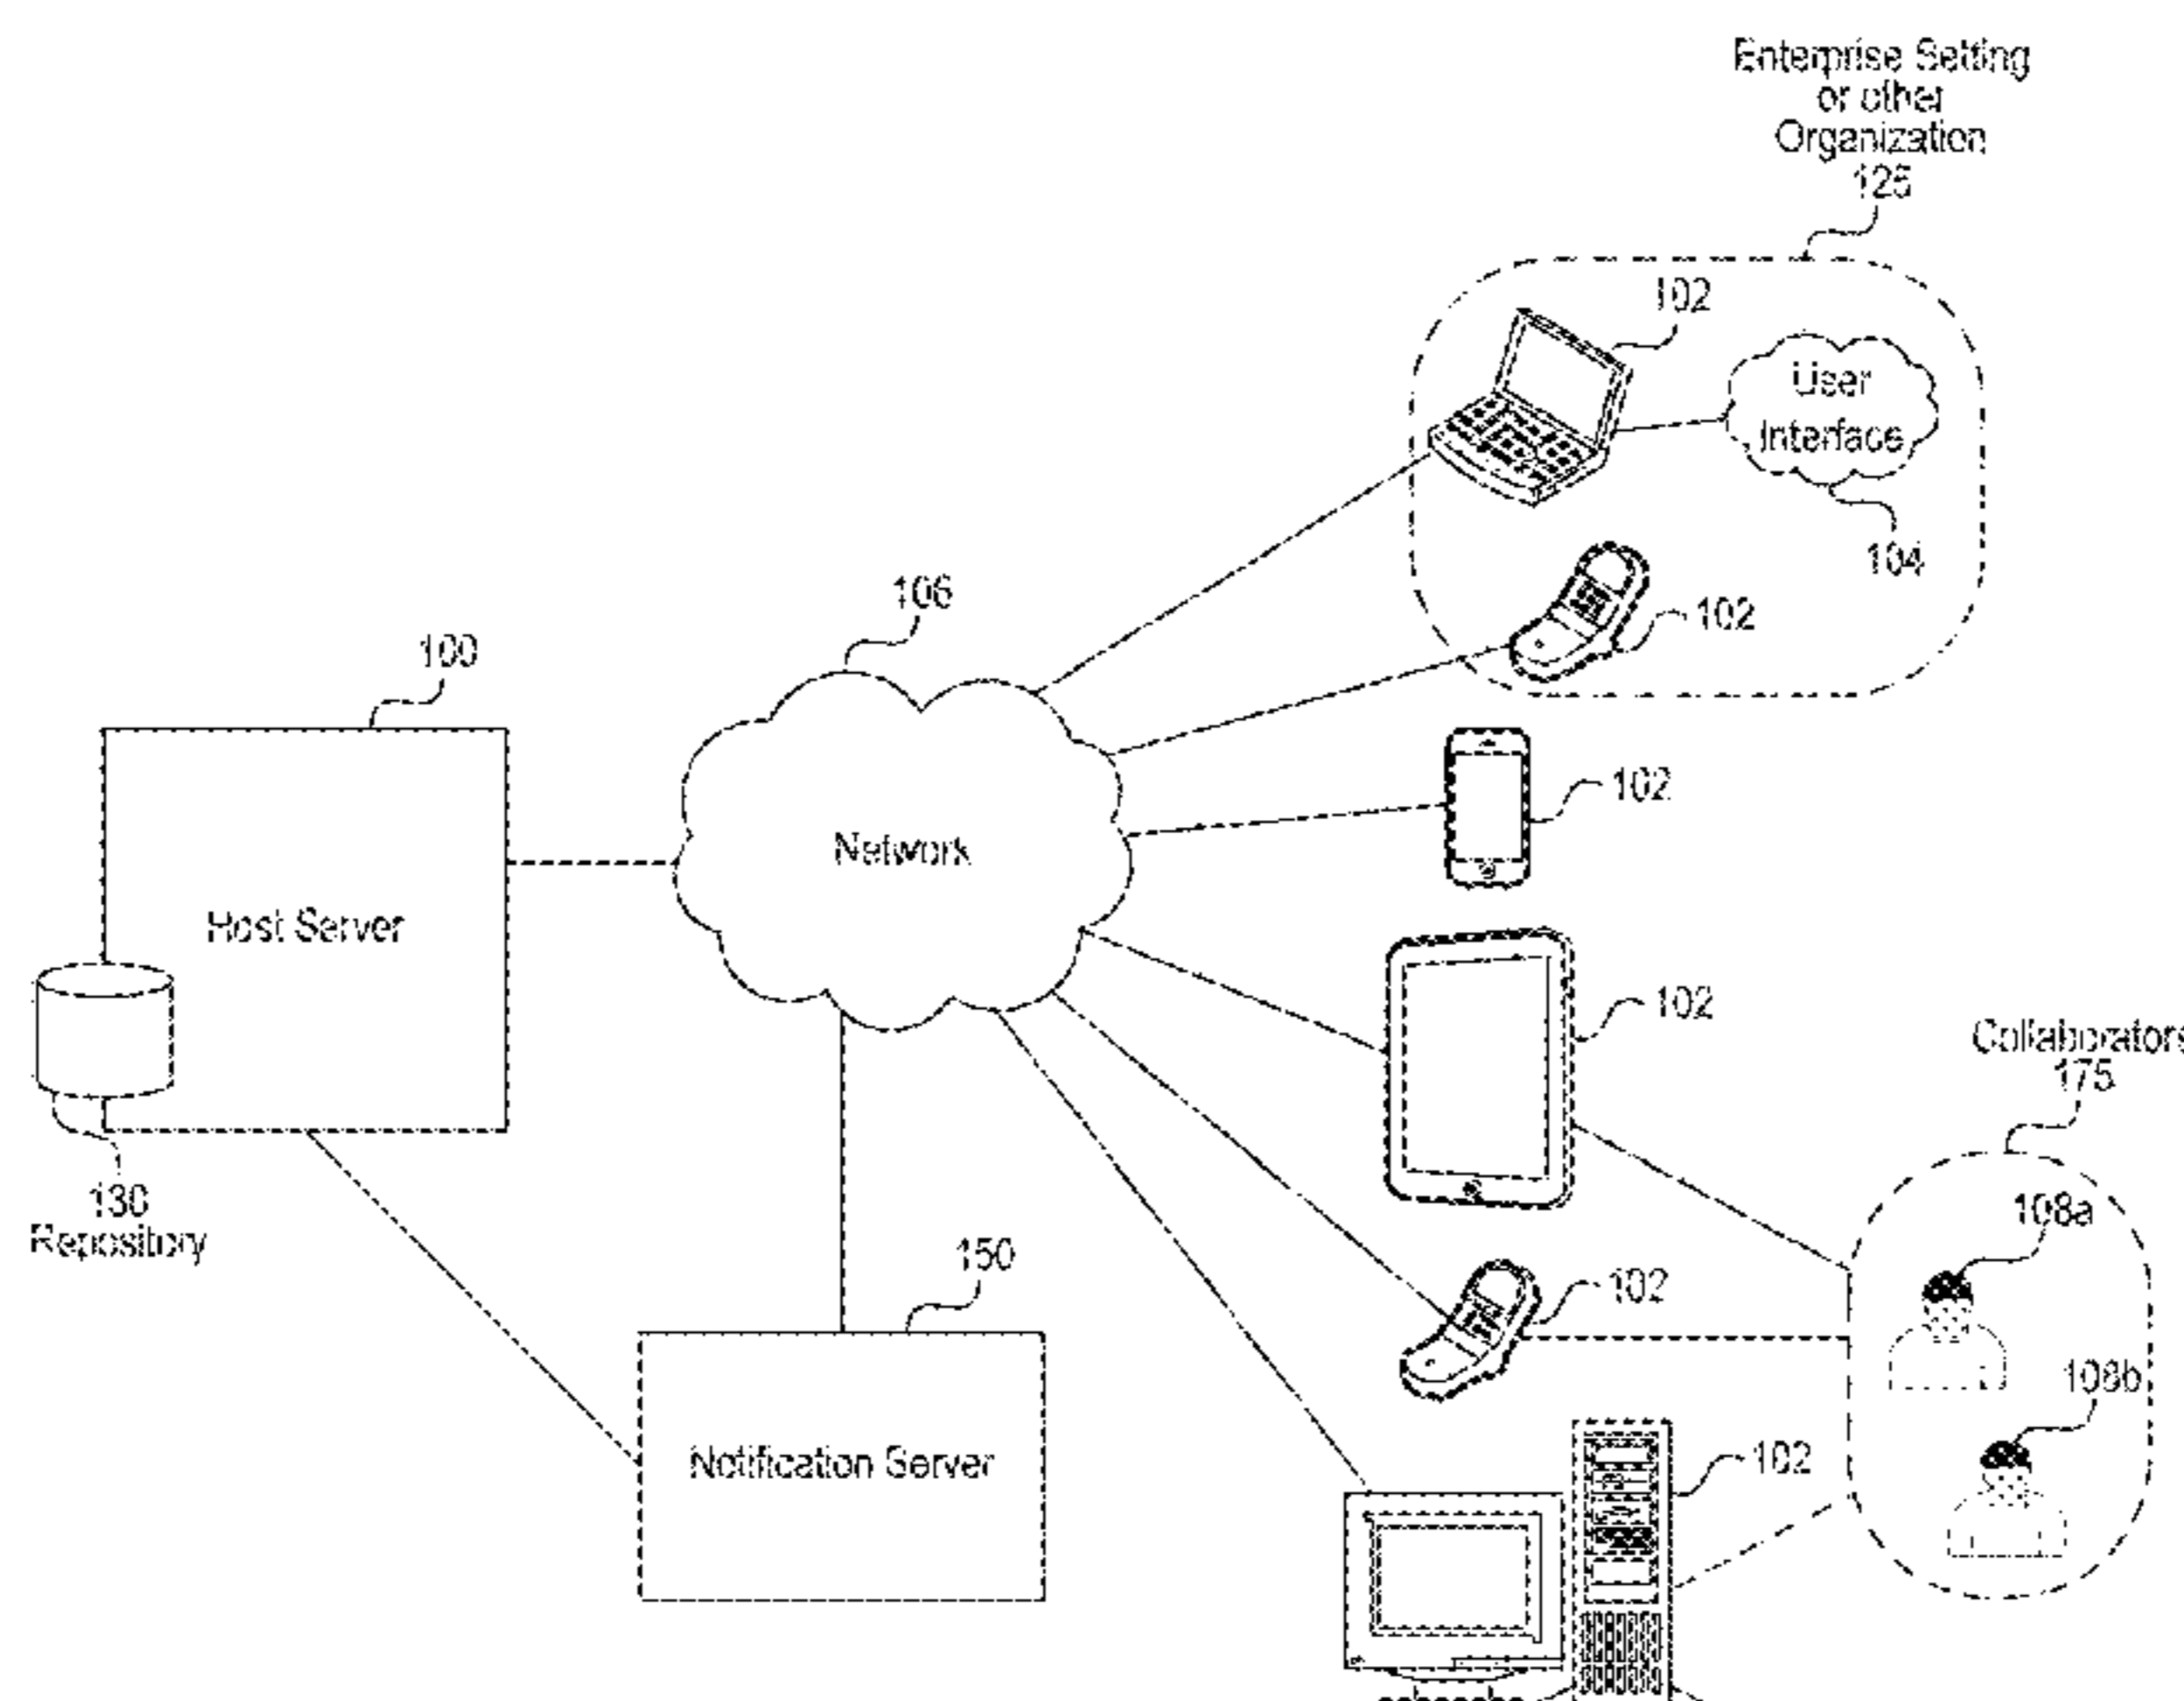 Enterprise Setting
or other
Organization
125
102
User
Interface
104
102
106
100
Network
102
Host Server
102
Collaborators
175
130
Repository
108a
150
102
108b
Notification Server
102